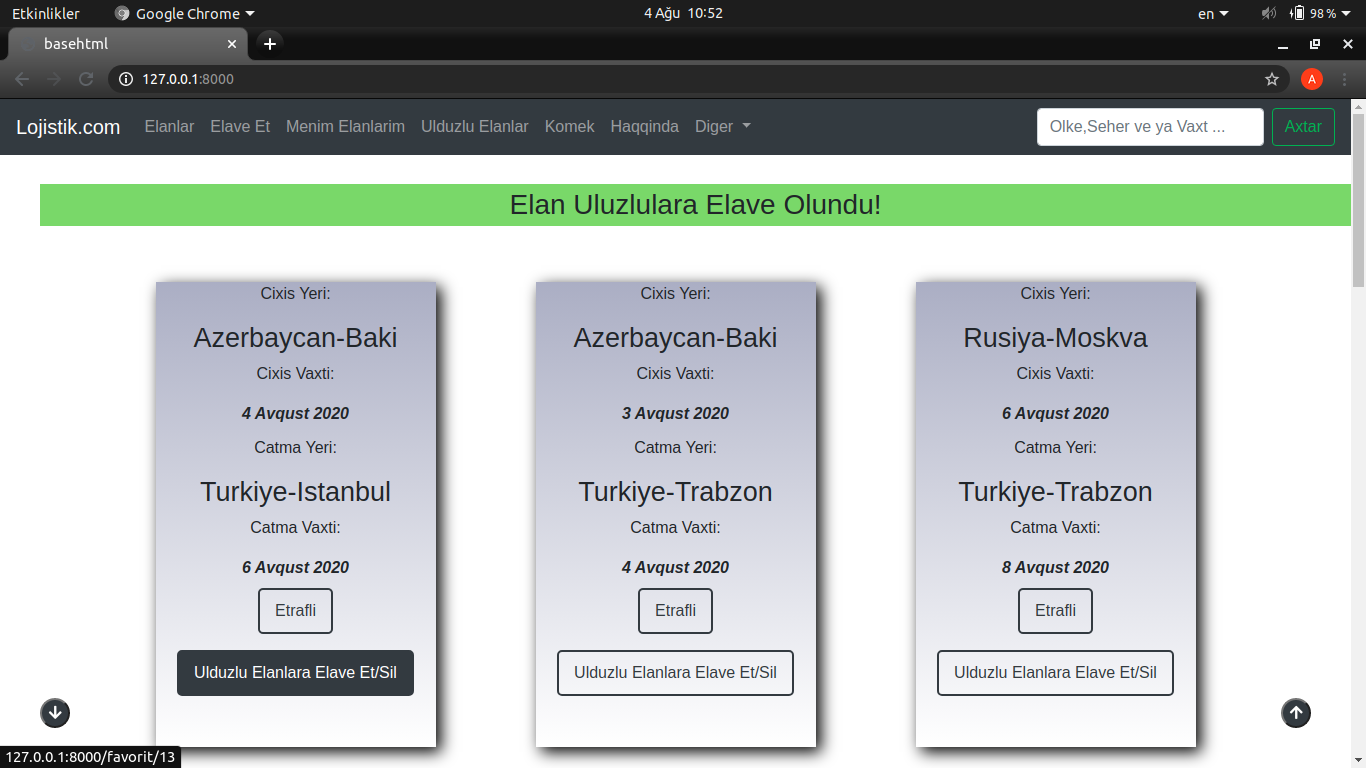 Etkinlikler Google Chrome 4 Ağu 10:52 en 98 %
basehtml
127.0.0.1:8000 A
Lojistik.com Elanlar Elave Et Menim Elanlarim Ulduzlu Elanlar Komek Haqqinda Diger Olke,Seher ve ya Vaxt ... Axtar
Elan Uluzlulara Elave Olundu!
Cixis Yeri:
Azerbaycan-Baki
Cixis Vaxti:
4 Avqust 2020
Catma Yeri:
Turkiye-Istanbul
Catma Vaxti:
6 Avqust 2020
Etrafli
Ulduzlu Elanlara Elave Et/Sil
Cixis Yeri:
Azerbaycan-Baki
Cixis Vaxti:
3 Avqust 2020
Catma Yeri:
Turkiye-Trabzon
Catma Vaxti:
4 Avqust 2020
Etrafli
Ulduzlu Elanlara Elave Et/Sil
Cixis Yeri:
Rusiya-Moskva
Cixis Vaxti:
6 Avqust 2020
Catma Yeri:
Turkiye-Trabzon
Catma Vaxti:
8 Avqust 2020
Etrafli
Ulduzlu Elanlara Elave Et/Sil
127.0.0.1:8000/favorit/13